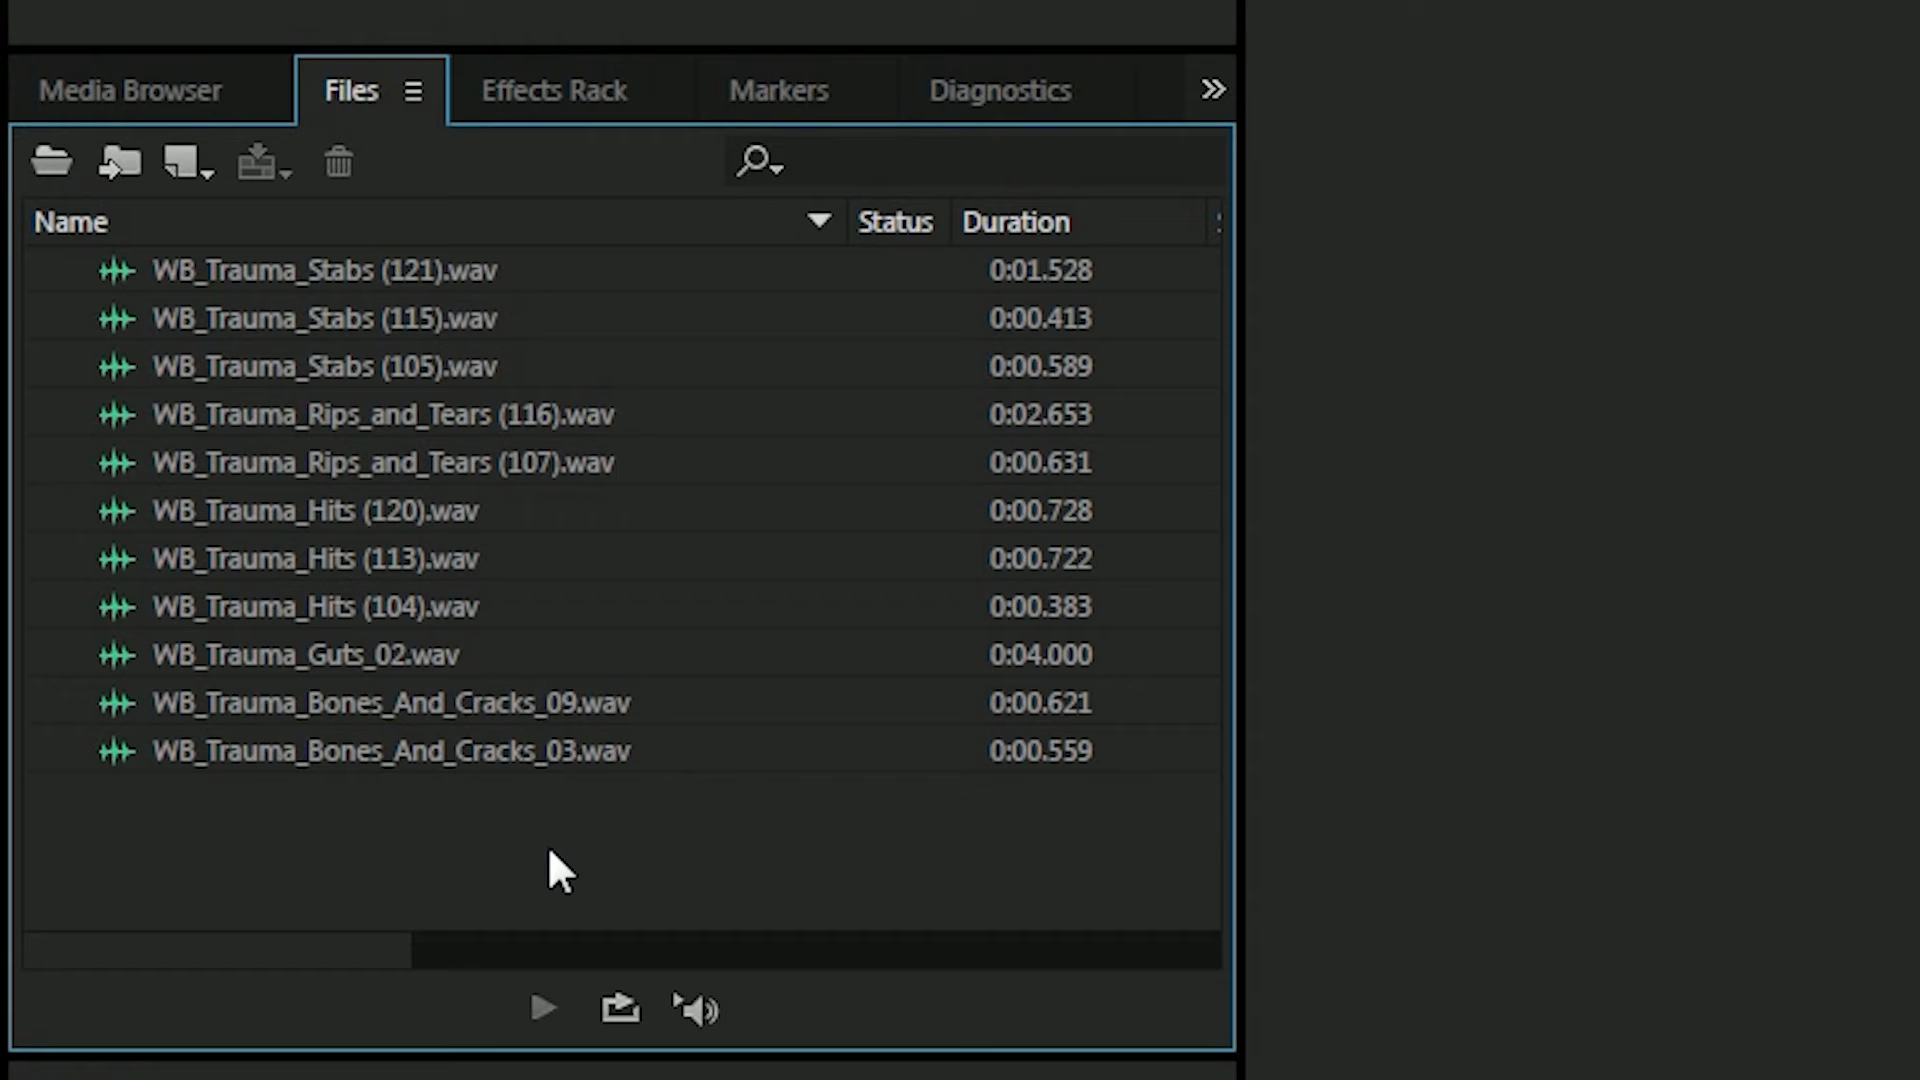 Media Browser Files Effects Rack Markers Diagnostics
Name Status Duration
WB_Trauma_Stabs (121).wav 0:01.528
WB_Trauma_Stabs (115).wav 0:00.413
WB_Trauma_Stabs (105).wav 0:00.589
WB_Trauma_Rips_and_Tears (116).wav 0:02.653
WB_Trauma_Rips_and_Tears (107).wav 0:00.631
WB_Trauma_Hits (120).wav 0:00.728
WB_Trauma_Hits (113).wav 0:00.722
WB_Trauma_Hits (104).wav 0:00.383
WB_Trauma_Guts_02.wav 0:04.000
WB_Trauma_Bones_And_Cracks_09.wav 0:00.621
WB_Trauma_Bones_And_Cracks_03.wav 0:00.559